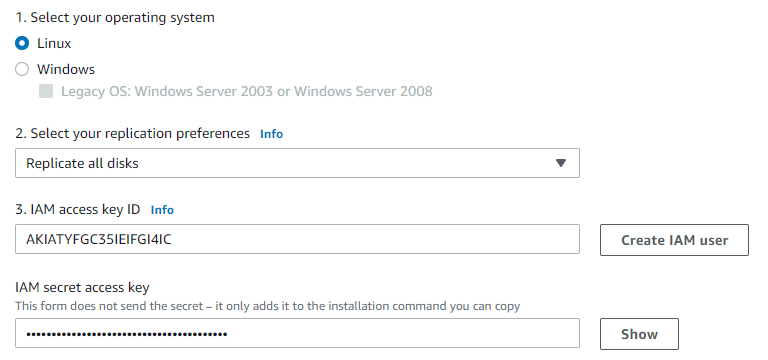 1. Select your operating system
Linux
Windows
Legacy OS: Windows Server 2003 or Windows Server 2008
2. Select your replication preferences Info
Replicate all disks
3. IAM access key ID Info
AKIATYFGC35IEIFGI4IC
Create IAM user
IAM secret access key
This form does not send the secret – it only adds it to the installation command you can copy
••••••••••••••••••••••••••••••••••••••••
Show